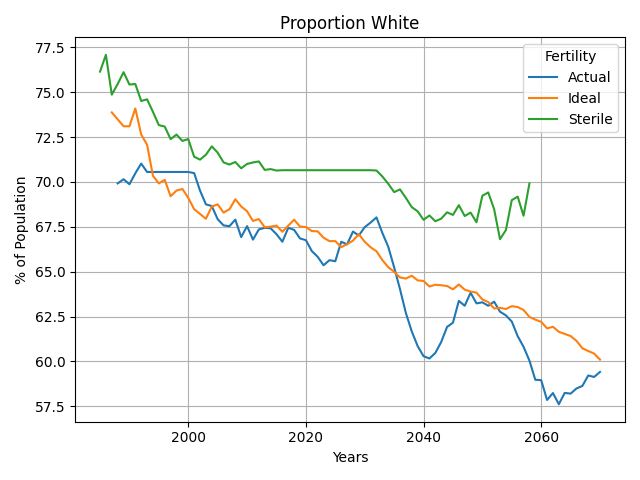 Proportion White
77.5
75.0
72.5
70.0
67.5
65.0
62.5
60.0
57.5
% of Population
Fertility
Actual
Ideal
Sterile
2000
2020
2040
2060
Years